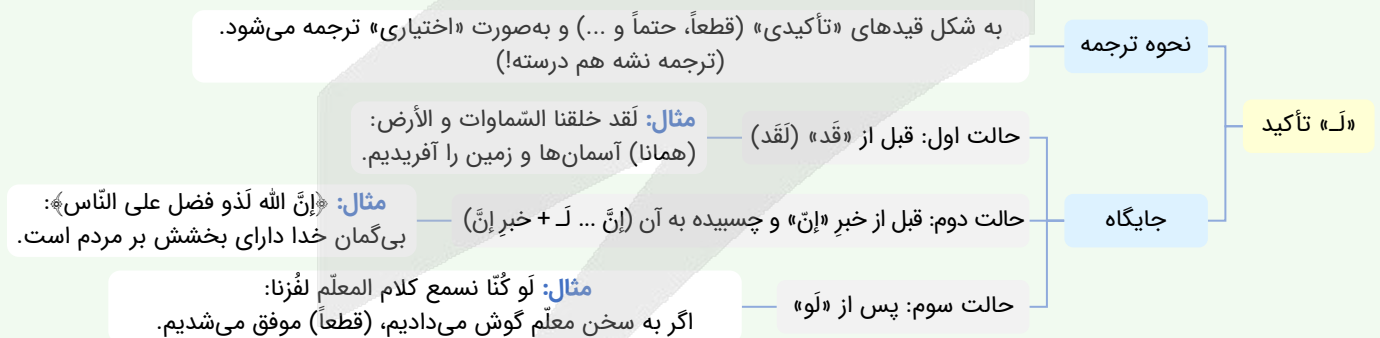 «لَـ» تأکید
نحوه ترجمه
به شکل قیدهای «تأکیدی» (قطعاً، حتماً و ...) و به‌صورت «اختیاری» ترجمه می‌شود.
(ترجمه نشه هم درسته!)
جایگاه
حالت اول: قبل از «قَد» (لَقَد)
مثال: لَقد خلقنا السّماوات و الأرض:
(همانا) آسمان‌ها و زمین را آفریدیم.
حالت دوم: قبل از خبرِ «إنّ» و چسبیده به آن (إنَّ ... لَـ + خبرِ إنَّ)
مثال: ﴿إنَّ الله لَذو فضل على النّاس﴾:
بی‌گمان خدا دارای بخشش بر مردم است.
حالت سوم: پس از «لَو»
مثال: لَو كُنّا نسمع كلام المعلّم لفُزنا:
اگر به سخن معلّم گوش می‌دادیم، (قطعاً) موفق می‌شدیم.